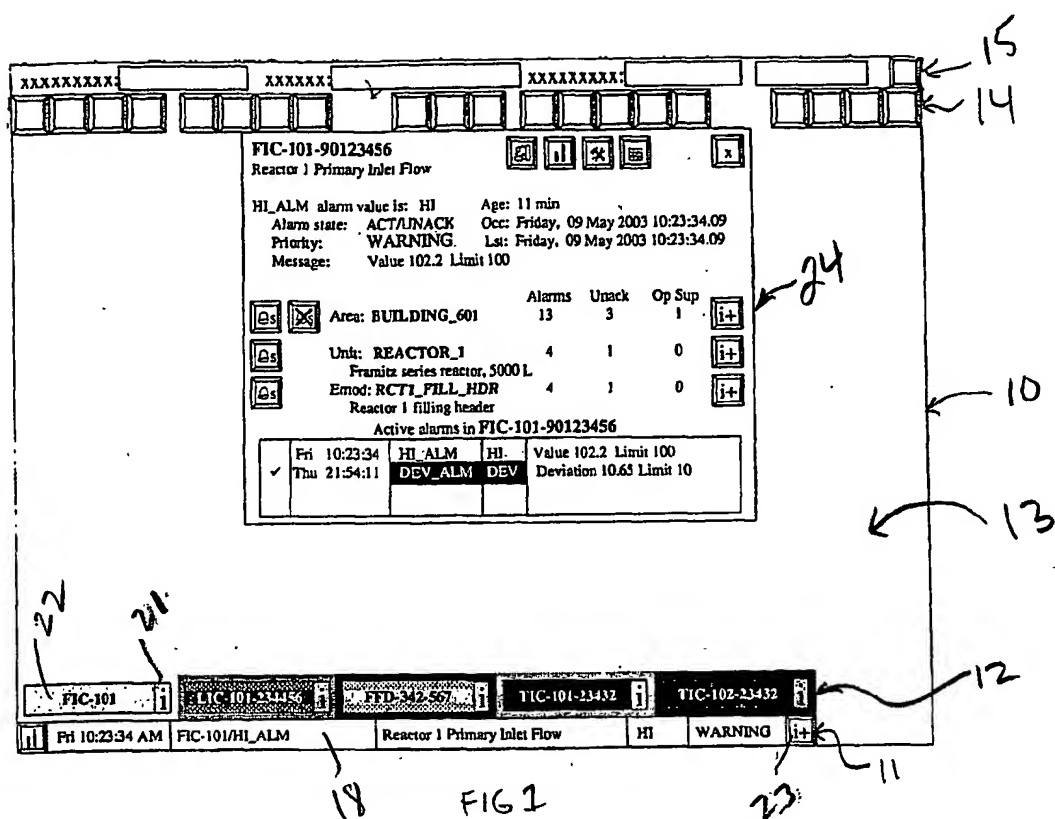 15
xxxxxxxxx: xxxxxx: xxxxxxxxx:
14
FIC-101-90123456
x
Reactor 1 Primary Inlet Flow
HI_ALM alarm value is: HI Age: 11 min
Alarm state: ACT/UNACK Occ: Friday, 09 May 2003 10:23:34.09
Priority: WARNING. Lst: Friday, 09 May 2003 10:23:34.09
Message: Value 102.2 Limit 100
24
Alarms Unack Op Sup
s Area: BUILDING_601 13 3 1 i+
s Unit: REACTOR_1 4 1 0 i+
Framitz series reactor, 5000 L
s Emod: RCT1_FILL_HDR 4 1 0 i+
Reactor 1 filling header
10
Active alarms in FIC-101-90123456
Fri 10:23:34 HI_ALM HI. Value 102.2 Limit 100
✓ Thu 21:54:11 DEV_ALM DEV Deviation 10.65 Limit 10
13
22 21
FIC-101 i i FFD-342-567 i TIC-101-23432 i TIC-102-23432 i
12
Fri 10:23:34 AM FIC-101/HI_ALM Reactor 1 Primary Inlet Flow HI WARNING i+
11
18 FIG 1 23